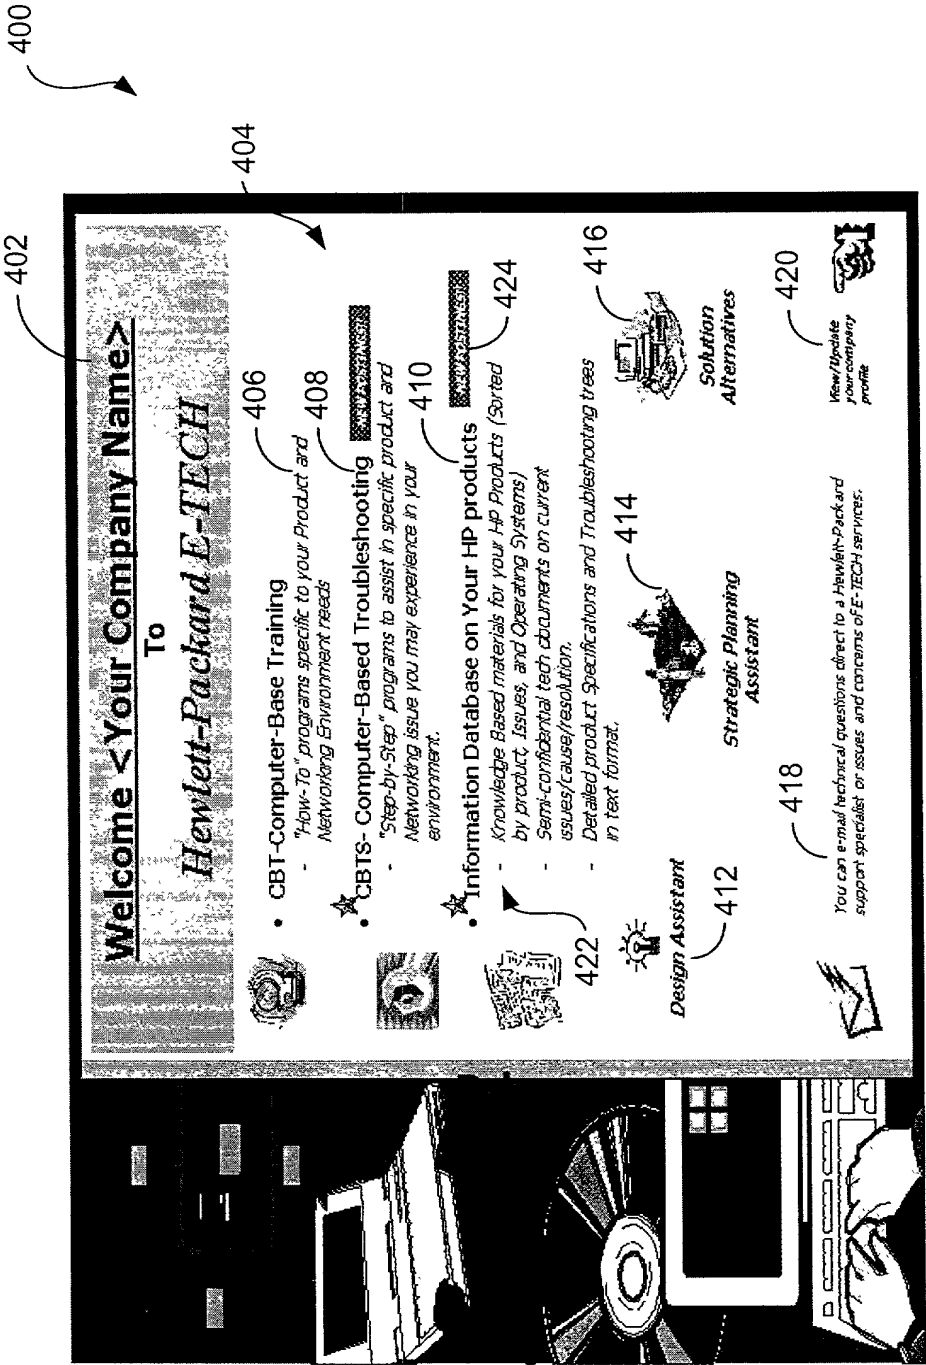 400
402
Welcome <Your Company Name>
To
Hewlett-Packard E-TECH
404
• CBT-Computer-Base Training
406
- "How-To" programs specific to your Product and
Networking Environment needs
408
• CBTS- Computer-Based Troubleshooting
- "Step-by-Step" programs to assist in specific product and
Networking issue you may experience in your
environment.
410
• Information Database on Your HP products
424
422
- Knowledge Based materials for your HP Products (Sorted
by product, Issues, and Operating Systems)
- Semi-confidential tech documents on current
issues/cause/resolution.
- Detailed product Specifications and Troubleshooting trees
in text format.
Design Assistant
412
414
Strategic Planning
Assistant
416
Solution
Alternatives
418
You can e-mail technical questions direct to a Hewlett-Packard
support specialist or issues and concerns of E-TECH services.
420
View/Update
your company
profile